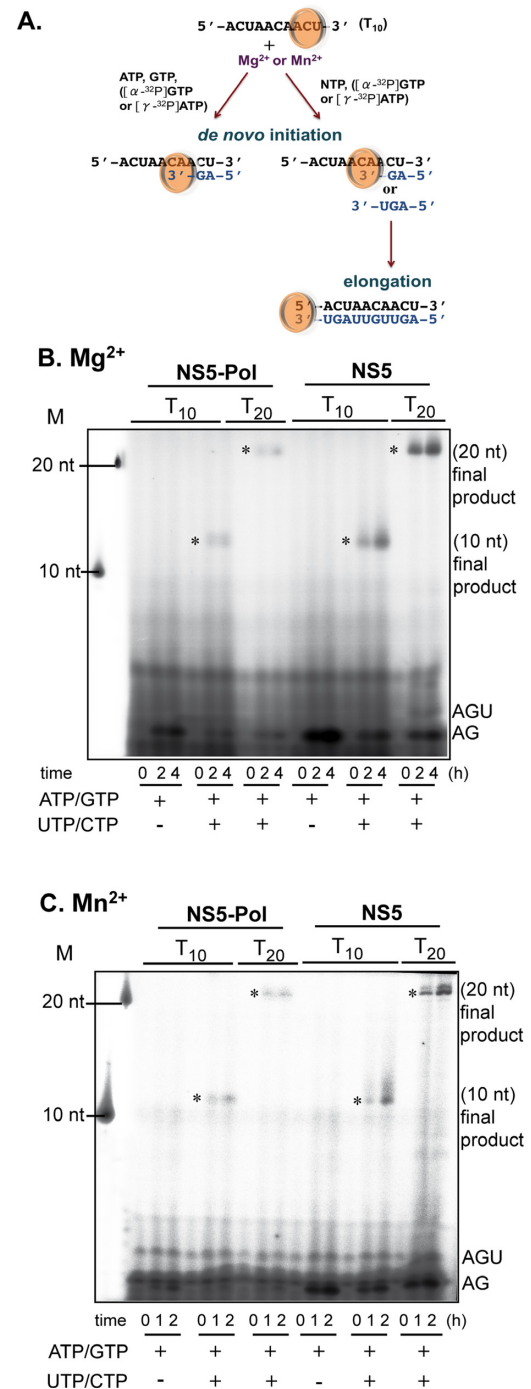 A.
5′-ACUAACAACU-3′ (T10)
+
Mg2+ or Mn2+
ATP, GTP,
([α-32P]GTP
or [γ-32P]ATP)
NTP, ([α-32P]GTP
or [γ-32P]ATP)
de novo initiation
5′-ACUAACAACU-3′
3′-GA-5′
5′-ACUAACAACU-3′
3′-GA-5′
or
3′-UGA-5′
elongation
5′-ACUAACAACU-3′
3′-UGAUUGUUGA-5′
B. Mg2+
NS5-Pol NS5
M T10 T20 T10 T20
20 nt
10 nt
* * * *
(20 nt)
final
product
(10 nt)
final
product
AGU
AG
time 0 2 4 0 2 4 0 2 4 0 2 4 0 2 4 0 2 4 (h)
ATP/GTP + + + + + +
UTP/CTP - + + - + +
C. Mn2+
NS5-Pol NS5
M T10 T20 T10 T20
20 nt
10 nt
* * * *
(20 nt)
final
product
(10 nt)
final
product
AGU
AG
time 0 1 2 0 1 2 0 1 2 0 1 2 0 1 2 0 1 2 (h)
ATP/GTP + + + + + +
UTP/CTP - + + - + +